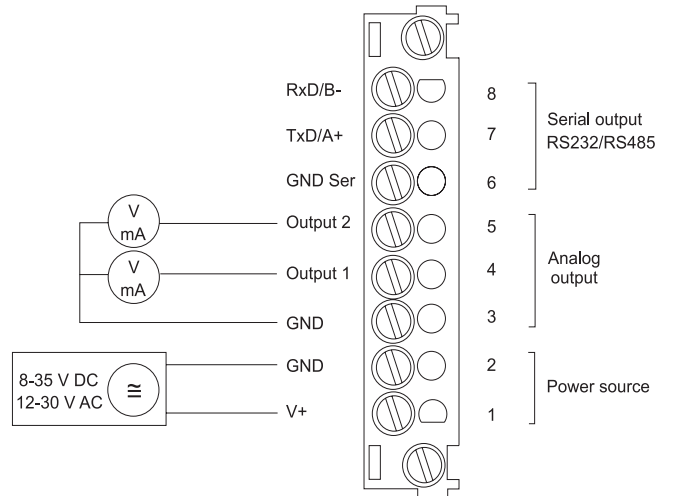 RxD/B-
8
TxD/A+
7
Serial output
RS232/RS485
GND Ser
6
V
mA
Output 2
5
V
mA
Output 1
4
Analog
output
GND
3
8-35 V DC
12-30 V AC
≅
GND
2
Power source
V+
1